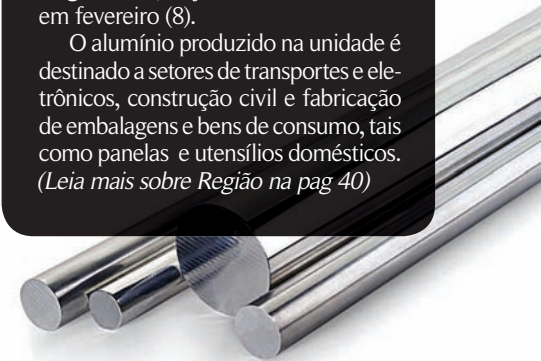 em fevereiro (8).
O alumínio produzido na unidade é
destinado a setores de transportes e ele-
trônicos, construção civil e fabricação
de embalagens e bens de consumo, tais
como panelas e utensílios domésticos.
(Leia mais sobre Região na pag 40)